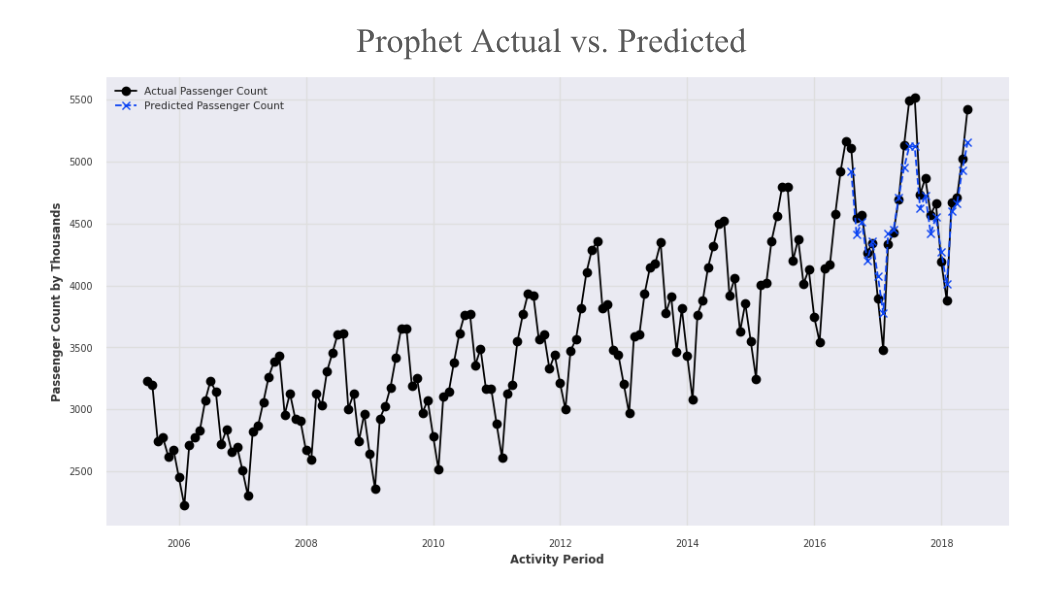 Prophet Actual vs. Predicted
Actual Passenger Count
Predicted Passenger Count
5500
5000
4500
4000
3500
3000
2500
Passenger Count by Thousands
2006 2008 2010 2012 2014 2016 2018
Activity Period